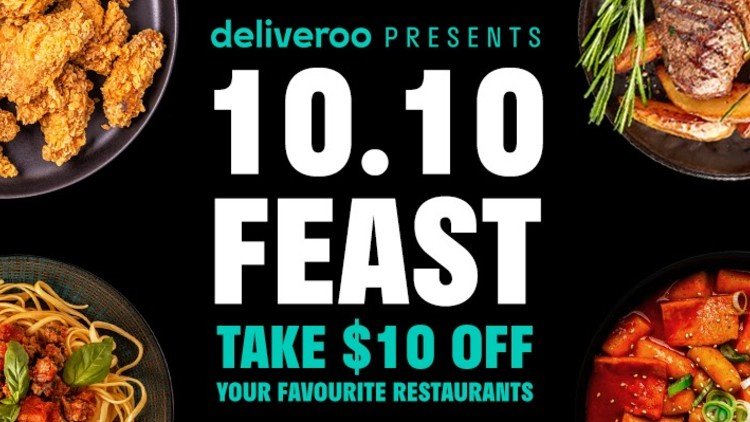 deliveroo PRESENTS
10.10
FEAST
TAKE $10 OFF
YOUR FAVOURITE RESTAURANTS